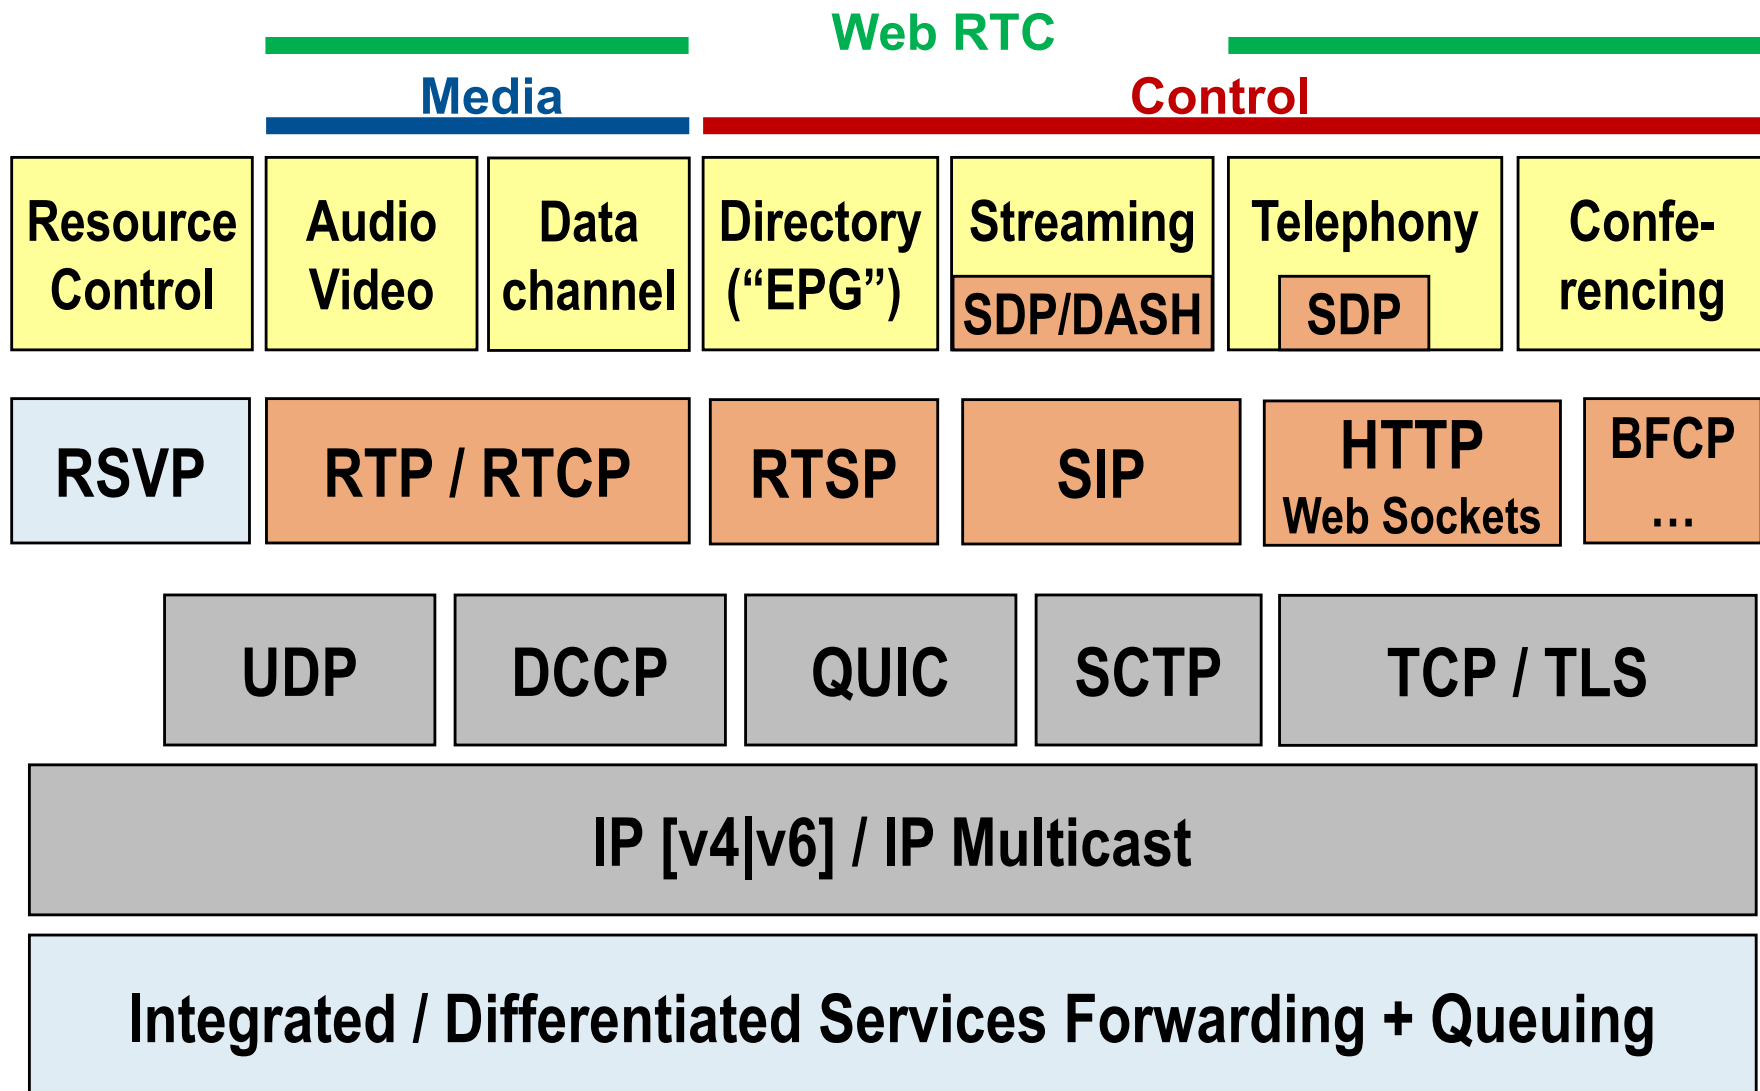 Web RTC
Media
Control
Resource
Control
Audio
Video
Data
channel
Directory
(“EPG”)
Streaming
SDP/DASH
Telephony
SDP
Confe-
rencing
RSVP
RTP / RTCP
RTSP
SIP
HTTP
Web Sockets
BFCP
…
UDP
DCCP
QUIC
SCTP
TCP / TLS
IP [v4|v6] / IP Multicast
Integrated / Differentiated Services Forwarding + Queuing